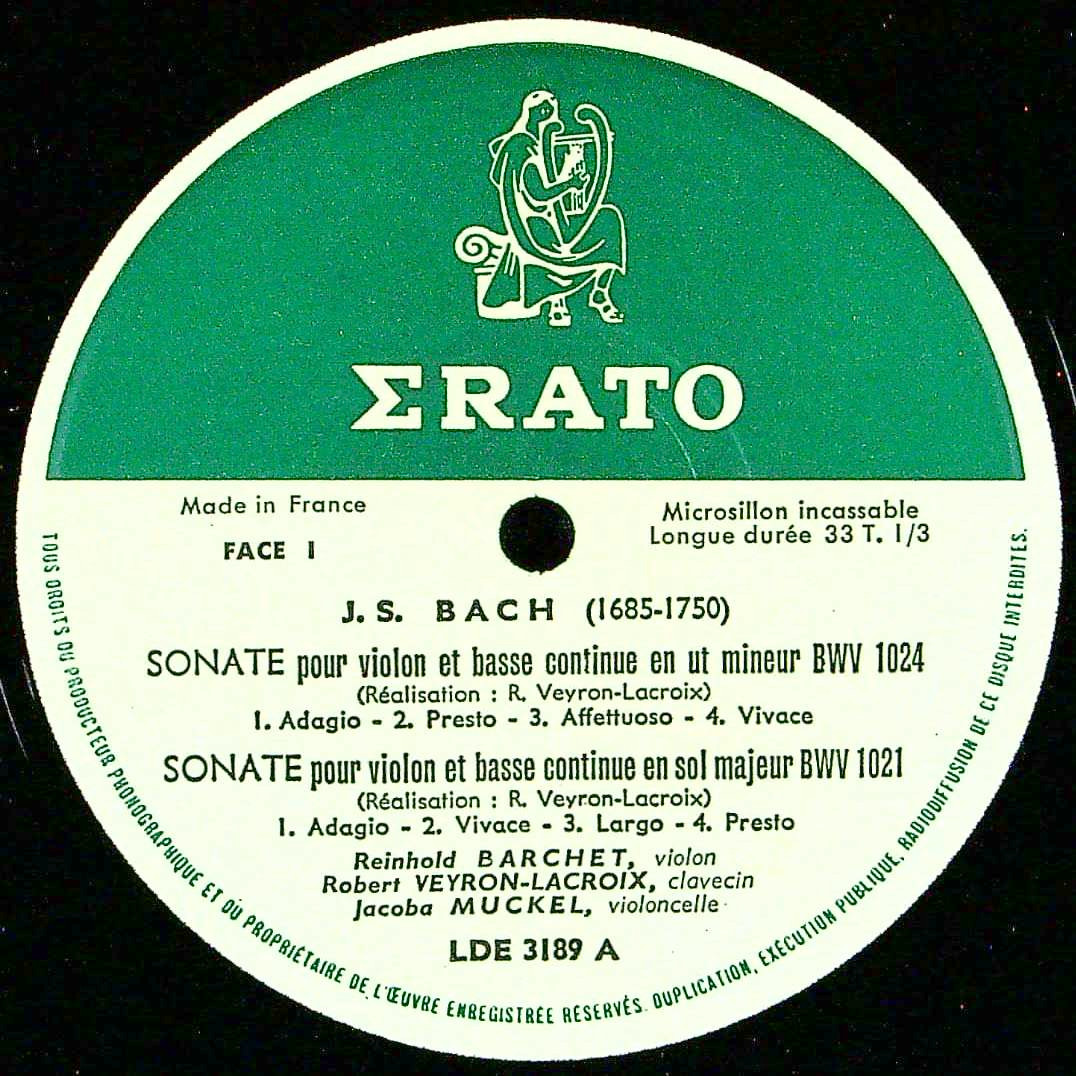 ΣRATO
Made in France
Microsillon incassable
FACE 1
Longue durée 33 T. 1/3
J. S. BACH (1685-1750)
SONATE pour violon et basse continue en ut mineur BWV 1024
(Réalisation : R. Veyron-Lacroix)
1. Adagio - 2. Presto - 3. Affettuoso - 4. Vivace
SONATE pour violon et basse continue en sol majeur BWV 1021
(Réalisation : R. Veyron-Lacroix)
1. Adagio - 2. Vivace - 3. Largo - 4. Presto
Reinhold BARCHET, violon
Robert VEYRON-LACROIX, clavecin
Jacoba MUCKEL, violoncelle
LDE 3189 A
TOUS DROITS DU PRODUCTEUR PHONOGRAPHIQUE ET DU PROPRIÉTAIRE DE L'ŒUVRE ENREGISTRÉE RÉSERVÉS. DUPLICATION, EXÉCUTION PUBLIQUE, RADIODIFFUSION DE CE DISQUE INTERDITES.